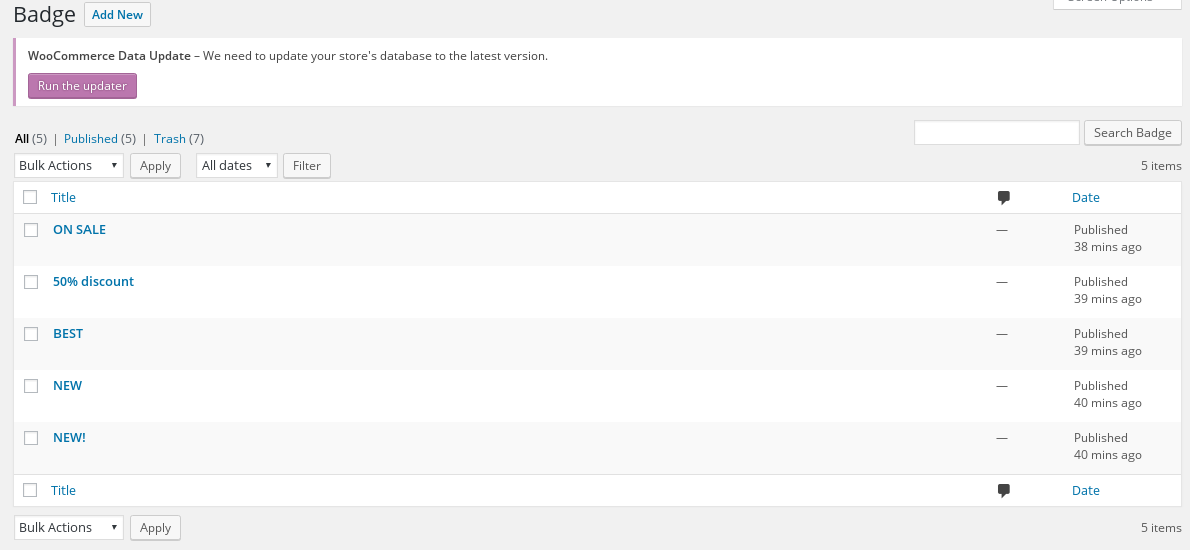 Badge Add New
Screen Options
WooCommerce Data Update – We need to update your store's database to the latest version.
Run the updater
All (5) | Published (5) | Trash (7)
Search Badge
Bulk Actions Apply All dates Filter 5 items
Title Date
ON SALE — Published
38 mins ago
50% discount — Published
39 mins ago
BEST — Published
39 mins ago
NEW — Published
40 mins ago
NEW! — Published
40 mins ago
Title Date
Bulk Actions Apply 5 items